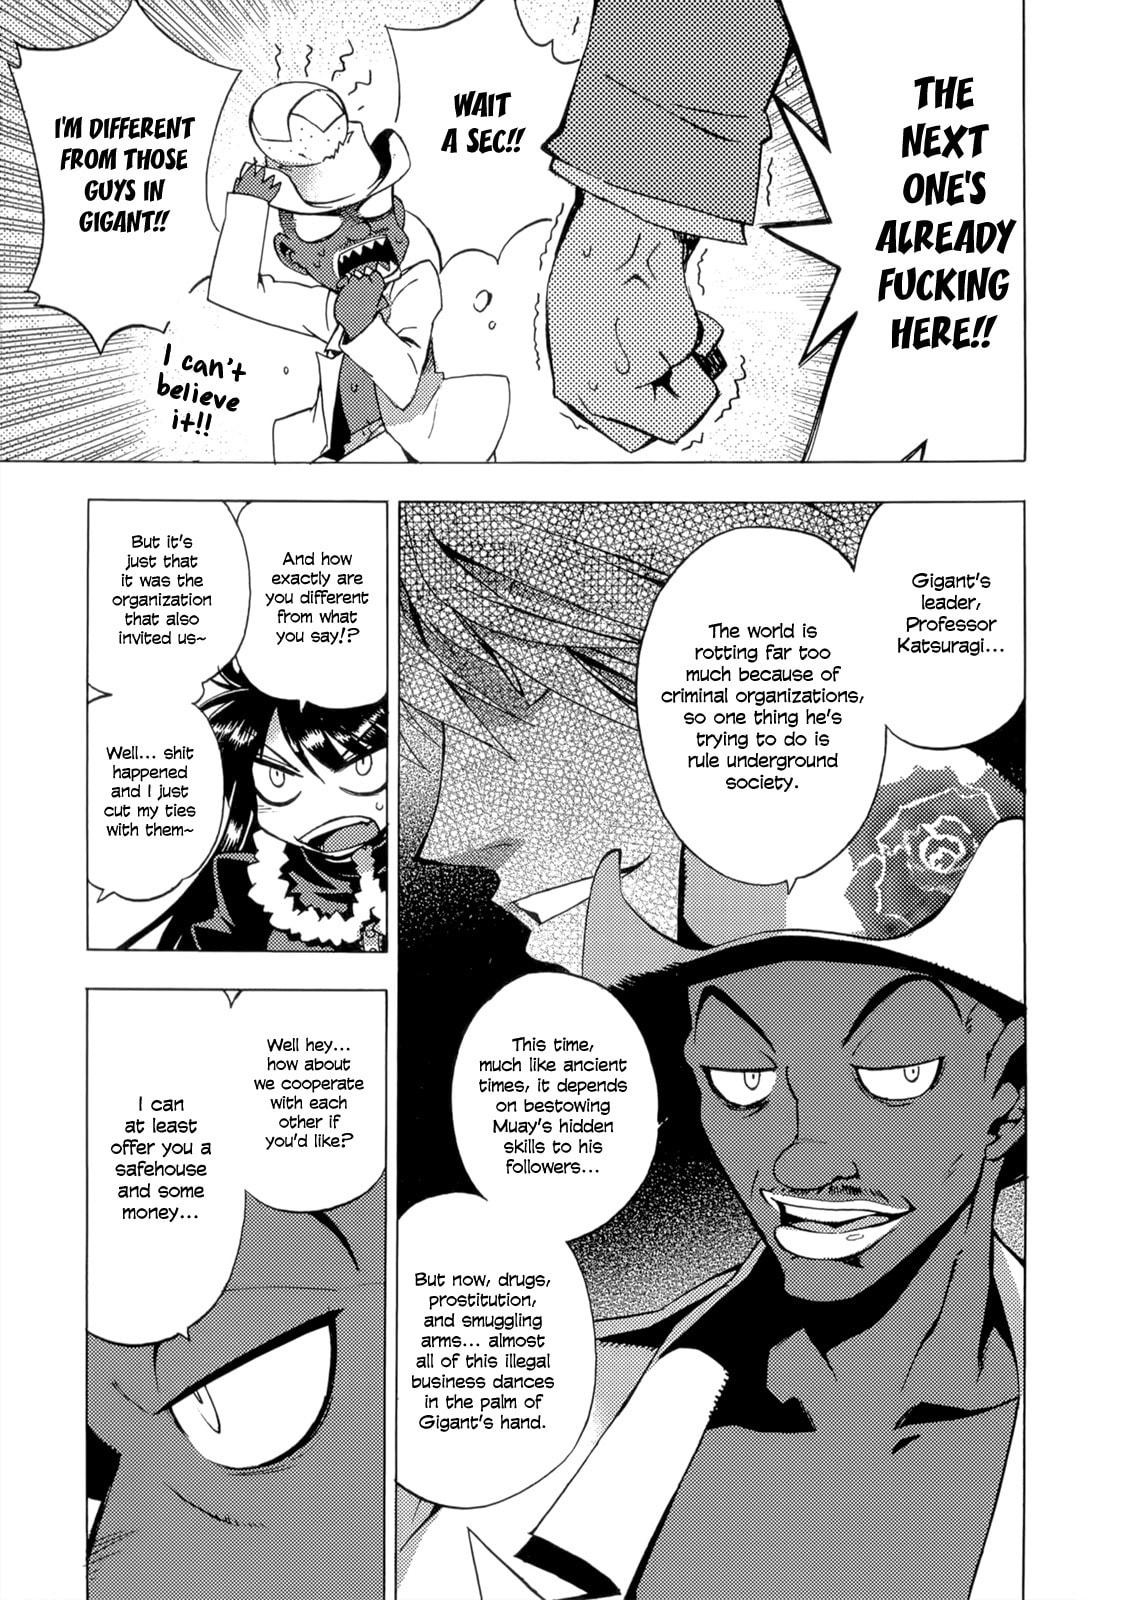 THE
NEXT
ONE'S
ALREADY
FUCKING
HERE!!
WAIT
A SEC!!
I'M DIFFERENT
FROM THOSE
GUYS IN
GIGANT!!
I can't
believe
it!!
Gigant's
leader,
Professor
Katsuragi...
The world is
rotting far too
much because of
criminal organizations,
so one thing he's
trying to do is
rule underground
society.
This time,
much like ancient
times, it depends
on bestowing
Muay's hidden
skills to his
followers...
But now, drugs,
prostitution,
and smuggling
arms... almost
all of this illegal
business dances
in the palm of
Gigant's hand.
And how
exactly are
you different
from what
you say!?
But it's
just that
it was the
organization
that also
invited us~
Well... shit
happened
and I just
cut my ties
with them~
Well hey...
how about
we cooperate
with each
other if
you'd like?
I can
at least
offer you a
safehouse
and some
money...